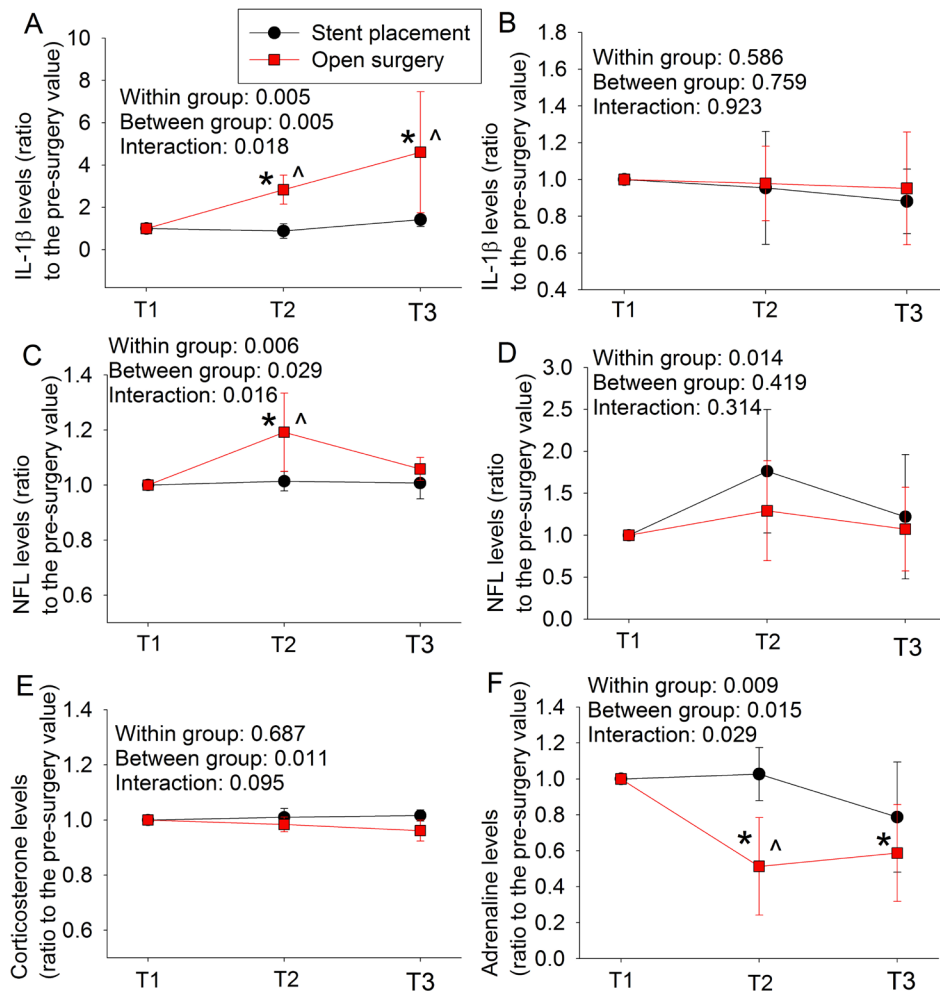 A
Stent placement
Open surgery
Within group: 0.005
Between group: 0.005
Interaction: 0.018
IL-1β levels (ratio
to the pre-surgery value)
10
8
6
4
2
0
* ^
* ^
T1
T2
T3
B
Within group: 0.586
Between group: 0.759
Interaction: 0.923
IL-1β levels (ratio
to the pre-surgery value)
1.8
1.6
1.4
1.2
1.0
0.8
0.6
0.4
T1
T2
T3
C
Within group: 0.006
Between group: 0.029
Interaction: 0.016
NFL levels (ratio
to the pre-surgery value)
1.4
1.2
1.0
0.8
0.6
* ^
T1
T2
T3
D
Within group: 0.014
Between group: 0.419
Interaction: 0.314
NFL levels (ratio
to the pre-surgery value)
3.0
2.5
2.0
1.5
1.0
0.5
0.0
T1
T2
T3
E
Within group: 0.687
Between group: 0.011
Interaction: 0.095
Corticosterone levels
(ratio to the pre-surgery value)
1.4
1.2
1.0
0.8
0.6
T1
T2
T3
F
Within group: 0.009
Between group: 0.015
Interaction: 0.029
Adrenaline levels
(ratio to the pre-surgery value)
1.4
1.2
1.0
0.8
0.6
0.4
0.2
0.0
* ^
*
T1
T2
T3